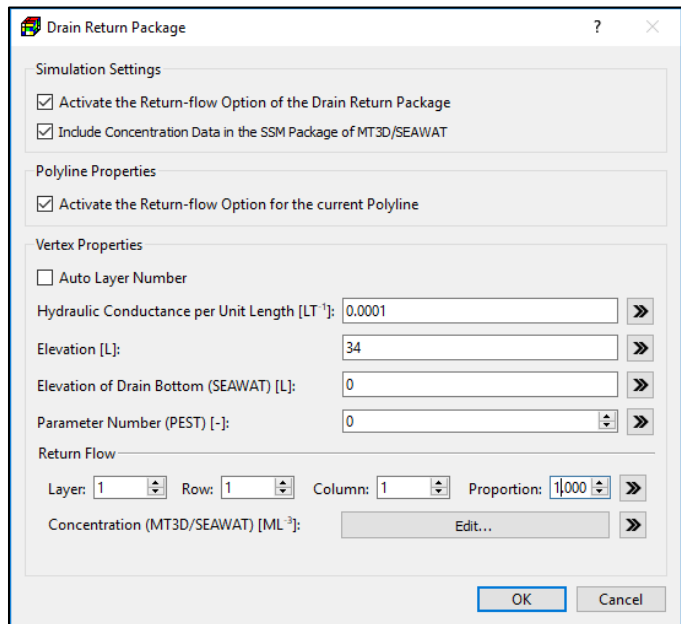 Drain Return Package ?
Simulation Settings
Activate the Return-flow Option of the Drain Return Package
Include Concentration Data in the SSM Package of MT3D/SEAWAT
Polyline Properties
Activate the Return-flow Option for the current Polyline
Vertex Properties
Auto Layer Number
Hydraulic Conductance per Unit Length [LT⁻¹]: 0.0001
Elevation [L]: 34
Elevation of Drain Bottom (SEAWAT) [L]: 0
Parameter Number (PEST) [-]: 0
Return Flow
Layer: 1 Row: 1 Column: 1 Proportion: 1.000
Concentration (MT3D/SEAWAT) [ML⁻³]: Edit...
OK Cancel